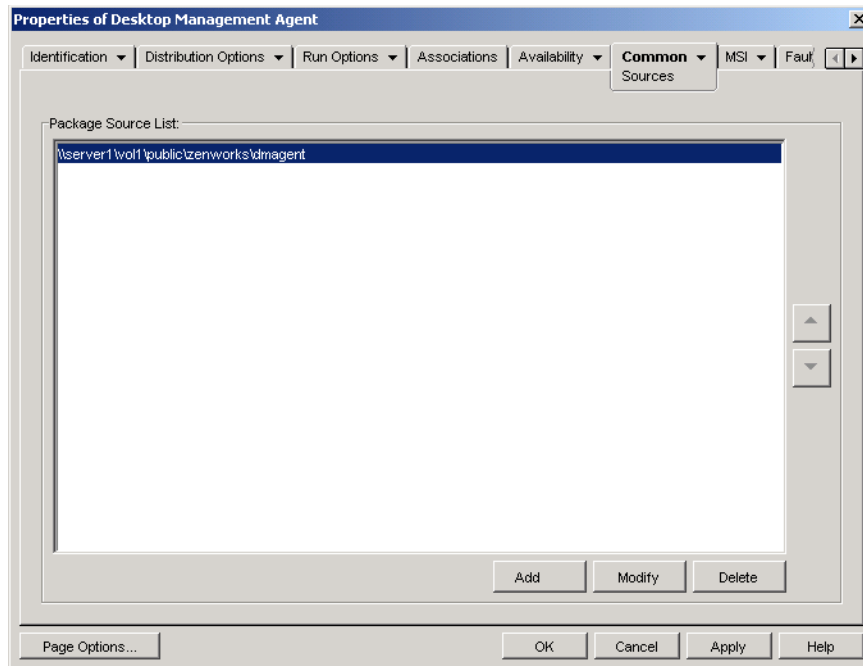 Properties of Desktop Management Agent
Identification Distribution Options Run Options Associations Availability Common MSI Faul
Sources
Package Source List:
\\server1\vol1\public\zenworks\dmagent
Add Modify Delete
Page Options... OK Cancel Apply Help